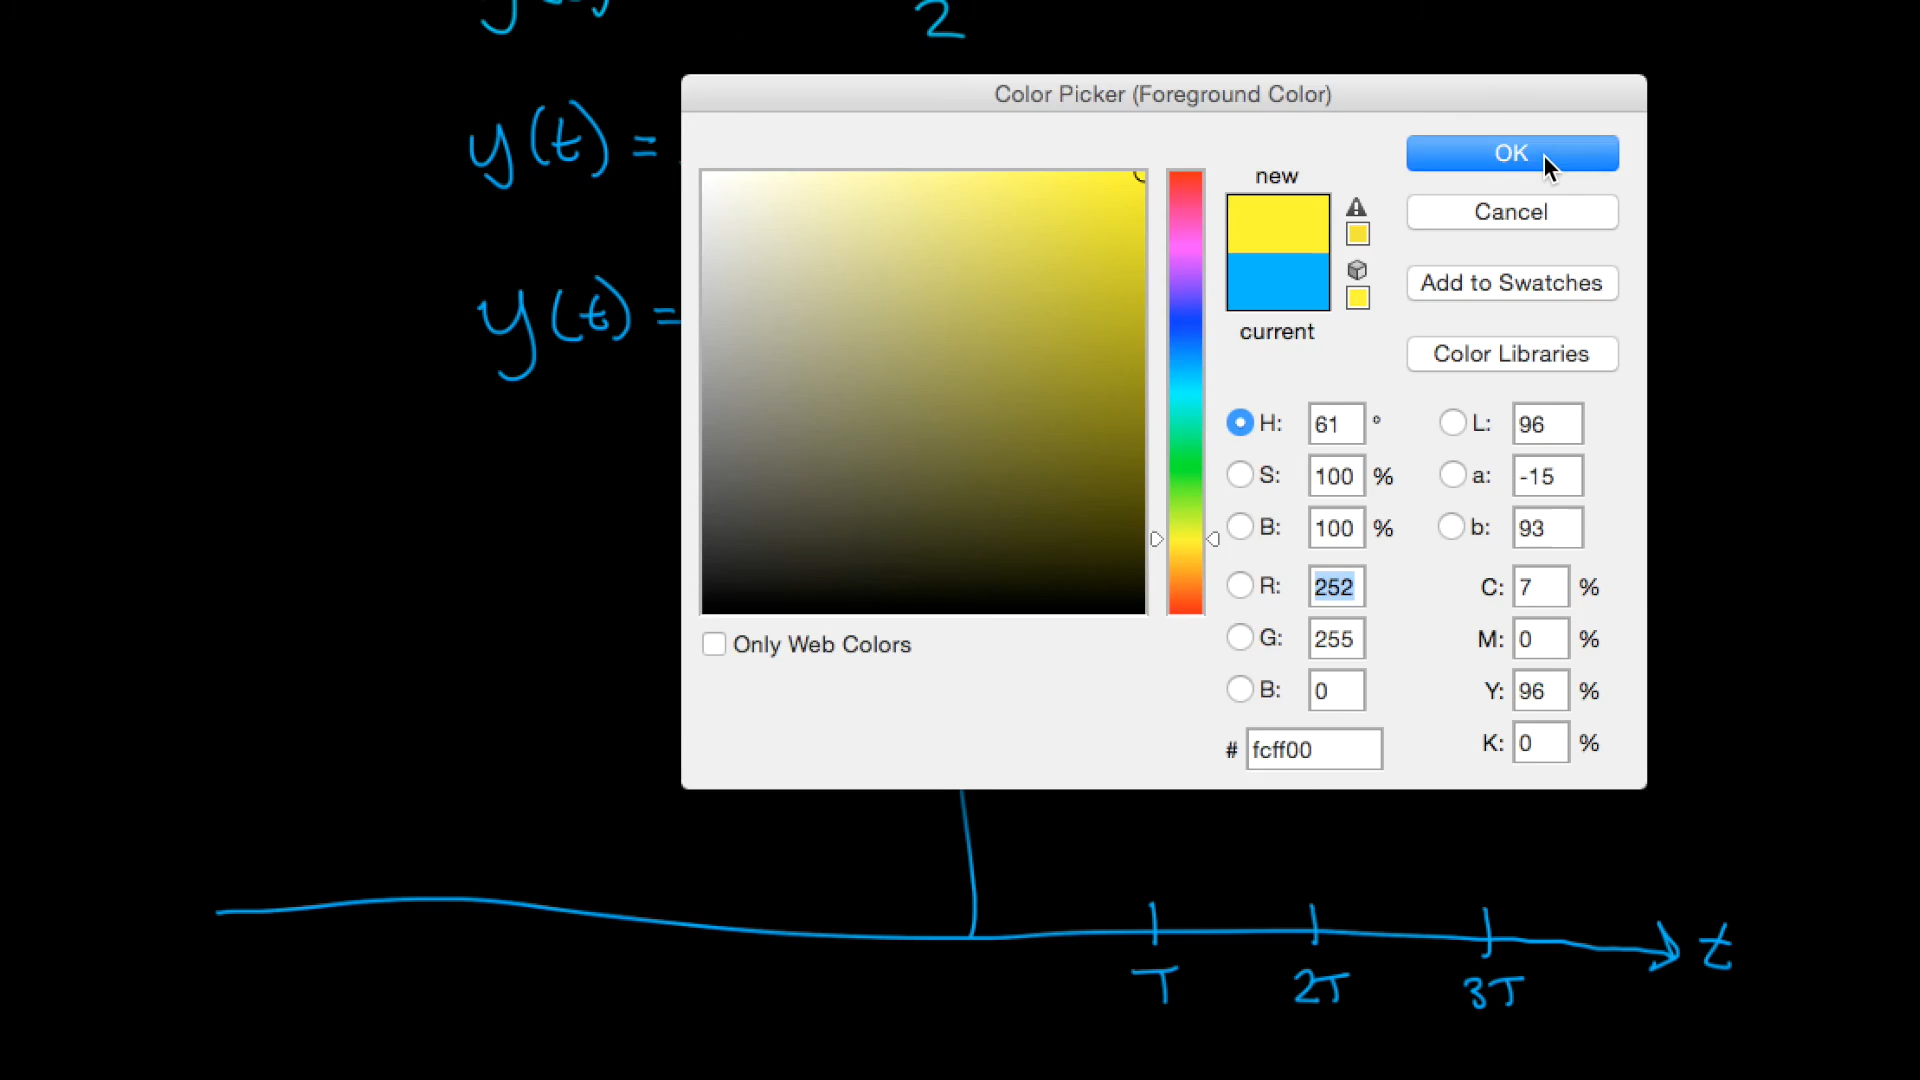 2
y(t) =
y(t) =
Color Picker (Foreground Color)
new
current
OK
Cancel
Add to Swatches
Color Libraries
H: 61 °
S: 100 %
B: 100 %
R: 252
G: 255
B: 0
# fcff00
L: 96
a: -15
b: 93
C: 7 %
M: 0 %
Y: 96 %
K: 0 %
Only Web Colors
t
T 2T 3T